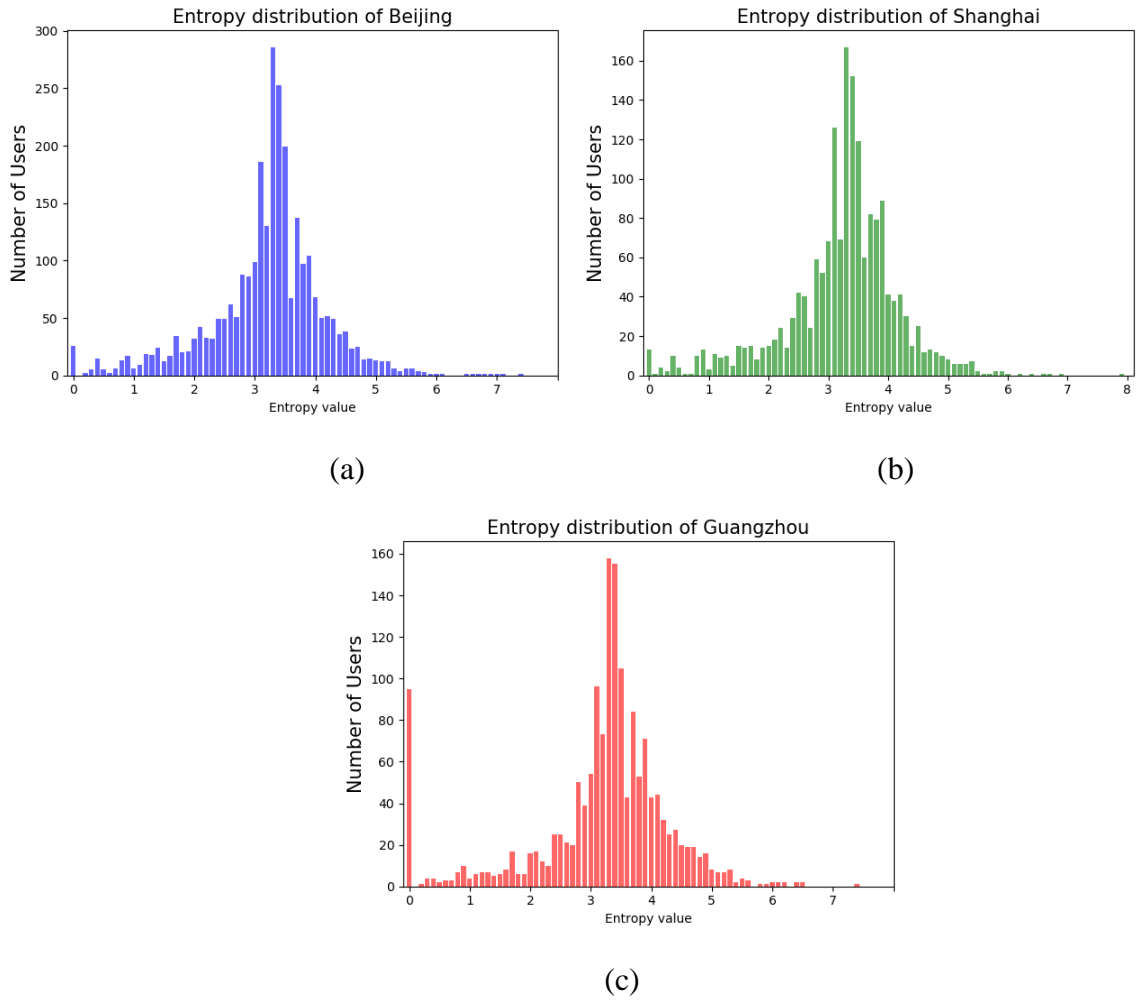 Entropy distribution of Beijing
Number of Users
300
250
200
150
100
50
0
0 1 2 3 4 5 6 7
Entropy value
(a)
Entropy distribution of Shanghai
Number of Users
160
140
120
100
80
60
40
20
0
0 1 2 3 4 5 6 7 8
Entropy value
(b)
Entropy distribution of Guangzhou
Number of Users
160
140
120
100
80
60
40
20
0
0 1 2 3 4 5 6 7
Entropy value
(c)